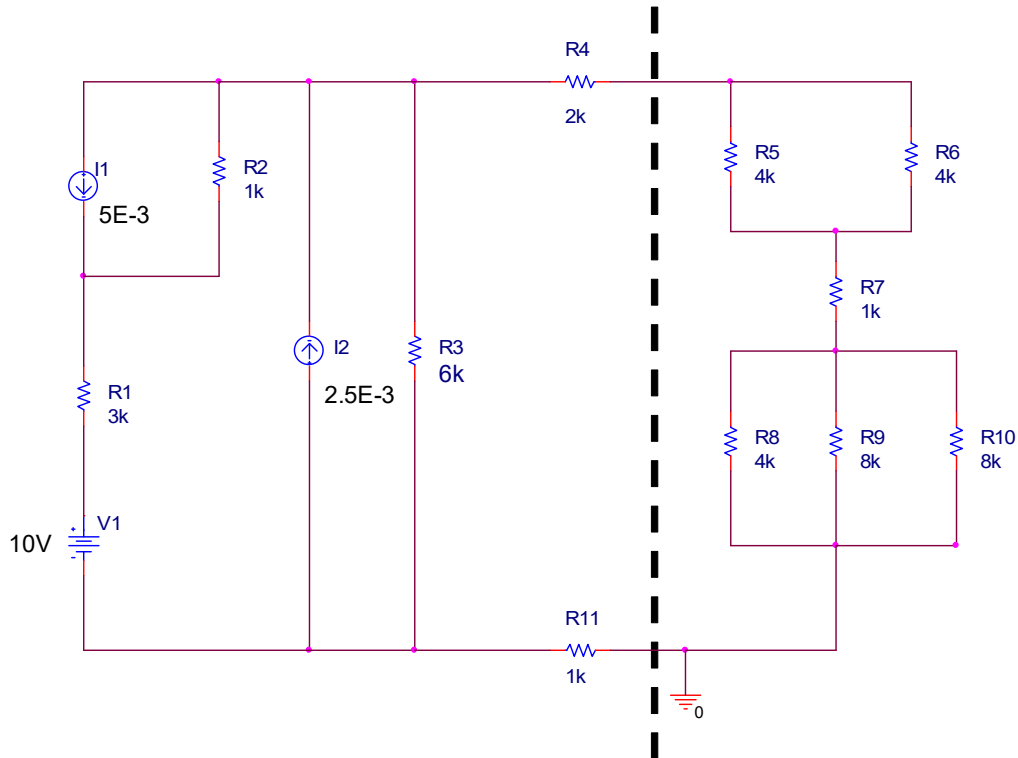 R4
2k
I1
5E-3
R2
1k
R5
4k
R6
4k
R7
1k
I2
2.5E-3
R3
6k
R1
3k
R8
4k
R9
8k
R10
8k
10V
+
V1
-
R11
1k
0